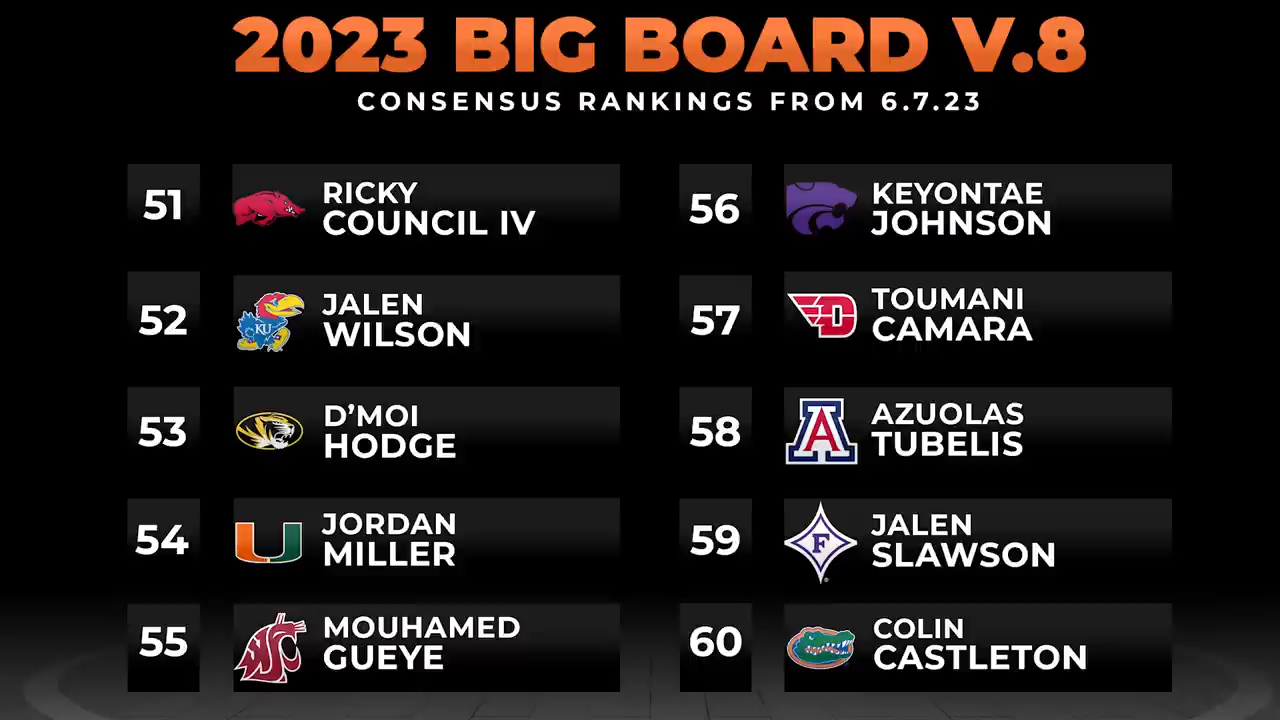 2023 BIG BOARD V.8
CONSENSUS RANKINGS FROM 6.7.23
51
RICKY
COUNCIL IV
52
KU
JALEN
WILSON
53
D'MOI
HODGE
54
U
JORDAN
MILLER
55
WSC
MOUHAMED
GUEYE
56
KEYONTAE
JOHNSON
57
D
TOUMANI
CAMARA
58
A
AZUOLAS
TUBELIS
59
F
JALEN
SLAWSON
60
COLIN
CASTLETON